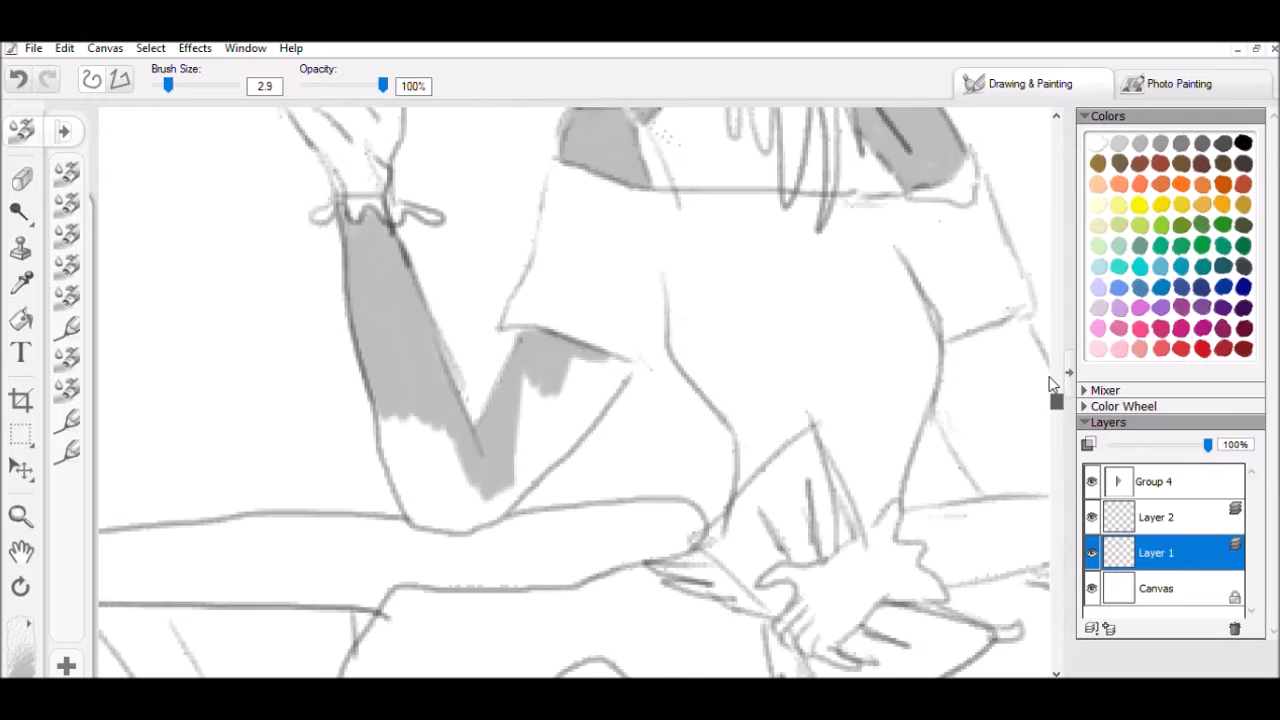 File Edit Canvas Select Effects Window Help
Brush Size: 2.9 Opacity: 100%
Drawing & Painting Photo Painting
Colors
T
Mixer
Color Wheel
Layers
100%
Group 4
Layer 2
Layer 1
Canvas